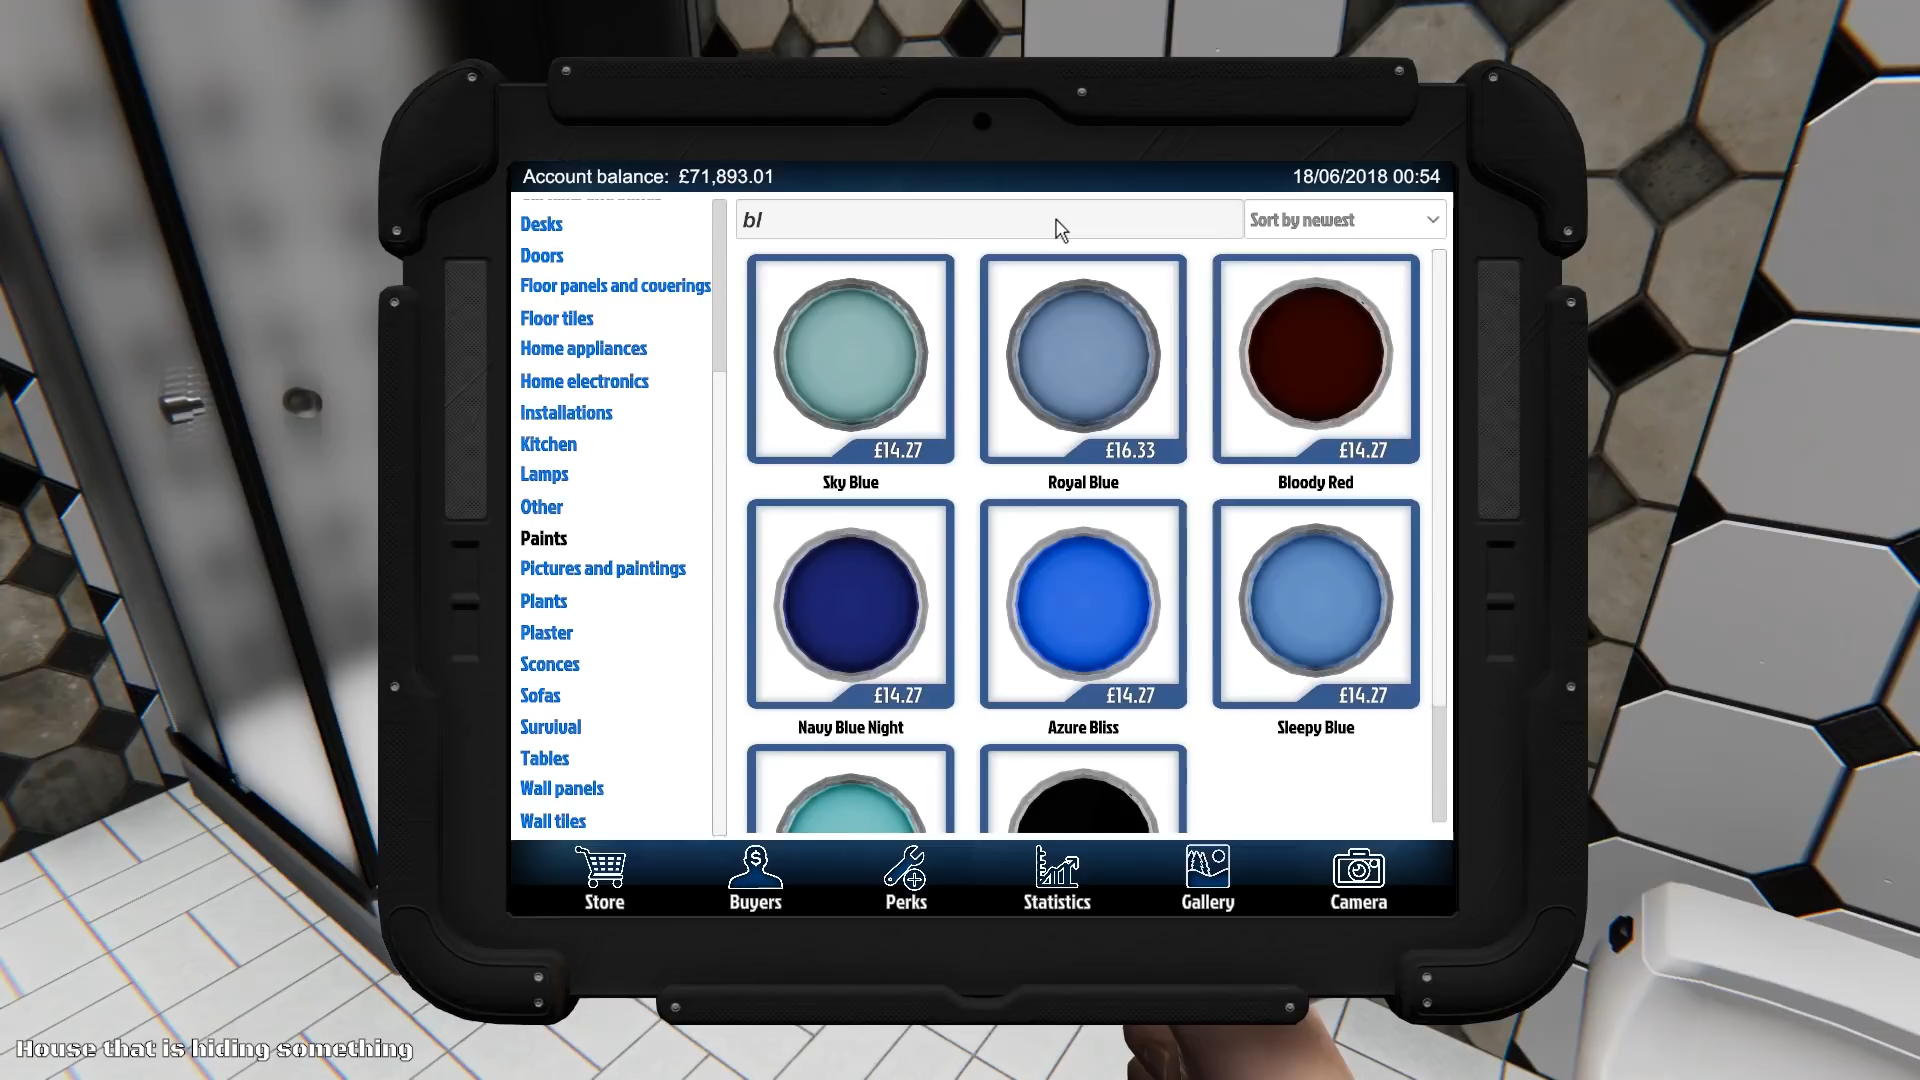 Account balance: £71,893.01
18/06/2018 00:54
bl
Sort by newest
Desks
Doors
Floor panels and coverings
Floor tiles
Home appliances
Home electronics
Installations
Kitchen
Lamps
Other
Paints
Pictures and paintings
Plants
Plaster
Sconces
Sofas
Survival
Tables
Wall panels
Wall tiles
£14.27
£16.33
£14.27
Sky Blue
Royal Blue
Bloody Red
£14.27
£14.27
£14.27
Navy Blue Night
Azure Bliss
Sleepy Blue
Store
Buyers
Perks
Statistics
Gallery
Camera
House that is hiding something